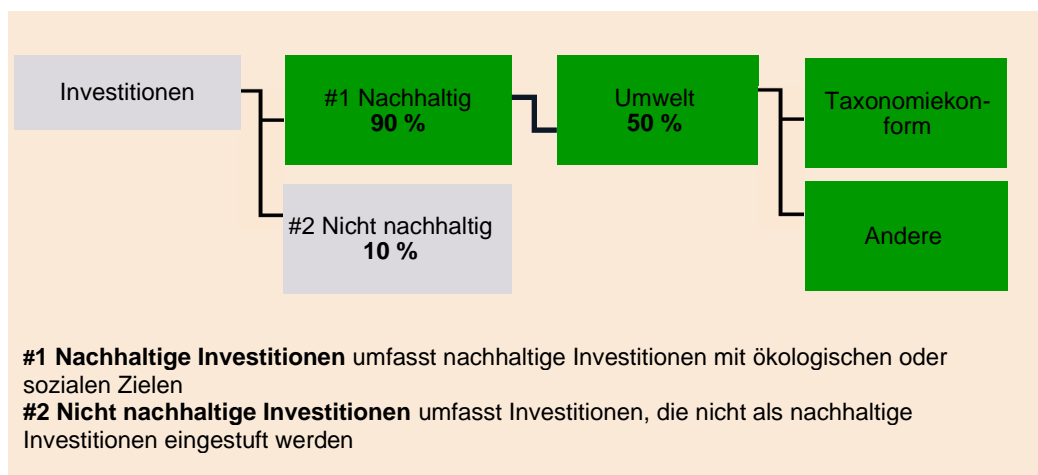 Investitionen
#1 Nachhaltig
90 %
Umwelt
50 %
Taxonomiekon-
form
#2 Nicht nachhaltig
10 %
Andere
#1 Nachhaltige Investitionen umfasst nachhaltige Investitionen mit ökologischen oder
sozialen Zielen
#2 Nicht nachhaltige Investitionen umfasst Investitionen, die nicht als nachhaltige
Investitionen eingestuft werden